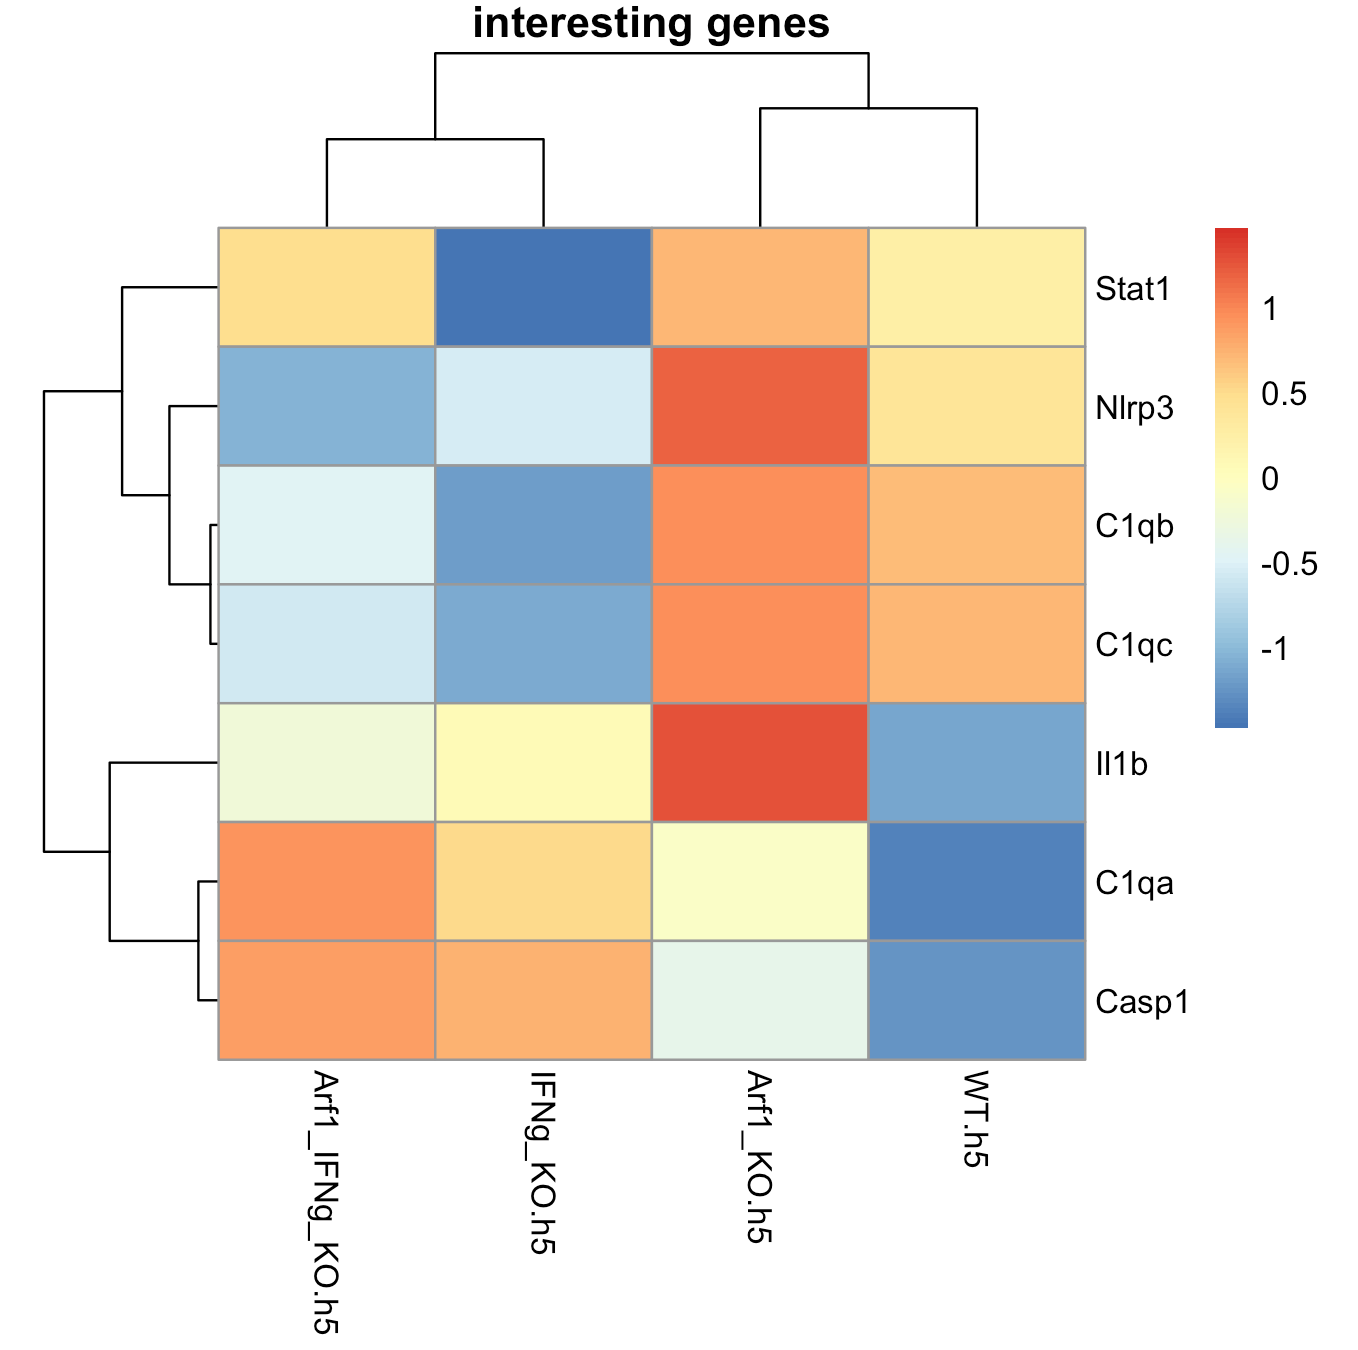 interesting genes
Stat1
Nlrp3
C1qb
C1qc
Il1b
C1qa
Casp1
1
0.5
0
-0.5
-1
Arf1_IFNg_KO.h5
IFNg_KO.h5
Arf1_KO.h5
WT.h5